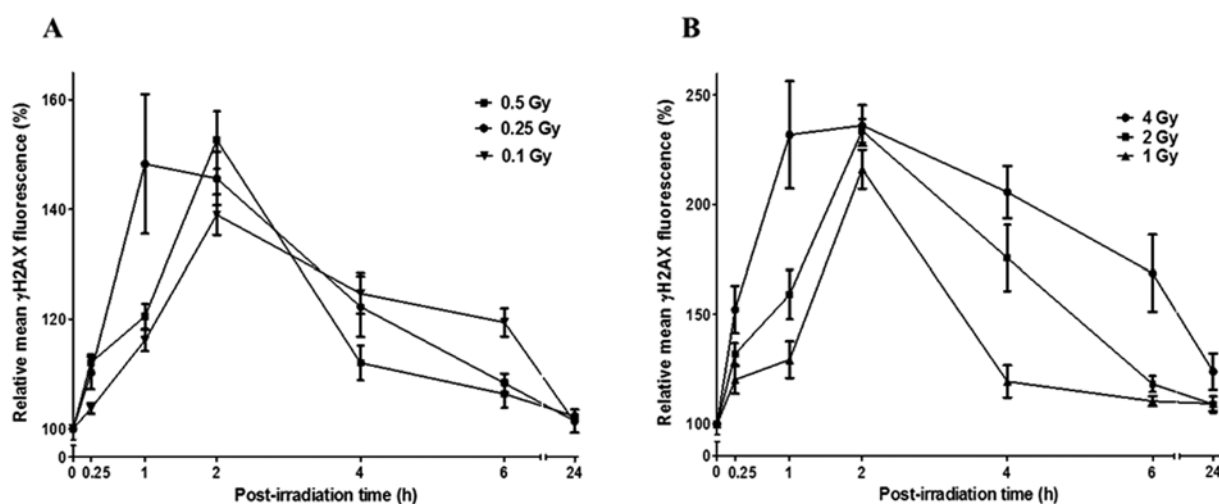 A
Relative mean γH2AX fluorescence (%)
160
140
120
100
0
0.5 Gy
0.25 Gy
0.1 Gy
0 0.25 1 2 4 6 24
Post-irradiation time (h)
B
Relative mean γH2AX fluorescence (%)
250
200
150
100
0
4 Gy
2 Gy
1 Gy
0 0.25 1 2 4 6 24
Post-irradiation time (h)